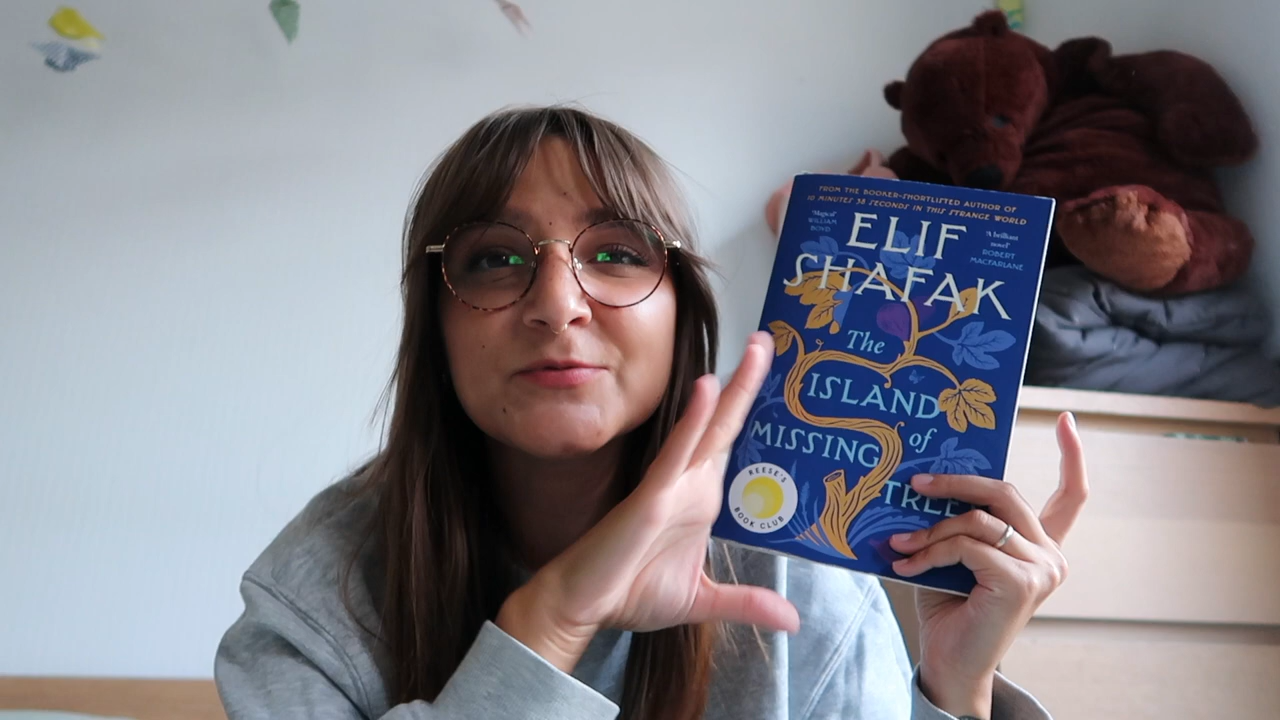 FROM THE BOOKER-SHORTLISTED AUTHOR OF
10 MINUTES 38 SECONDS IN THIS STRANGE WORLD
'Magical'
WILLIAM
BOYD
ELIF
SHAFAK
'A brilliant
novel'
ROBERT
MACFARLANE
The
ISLAND
of
MISSING
TREE
REESE'S
BOOK CLUB